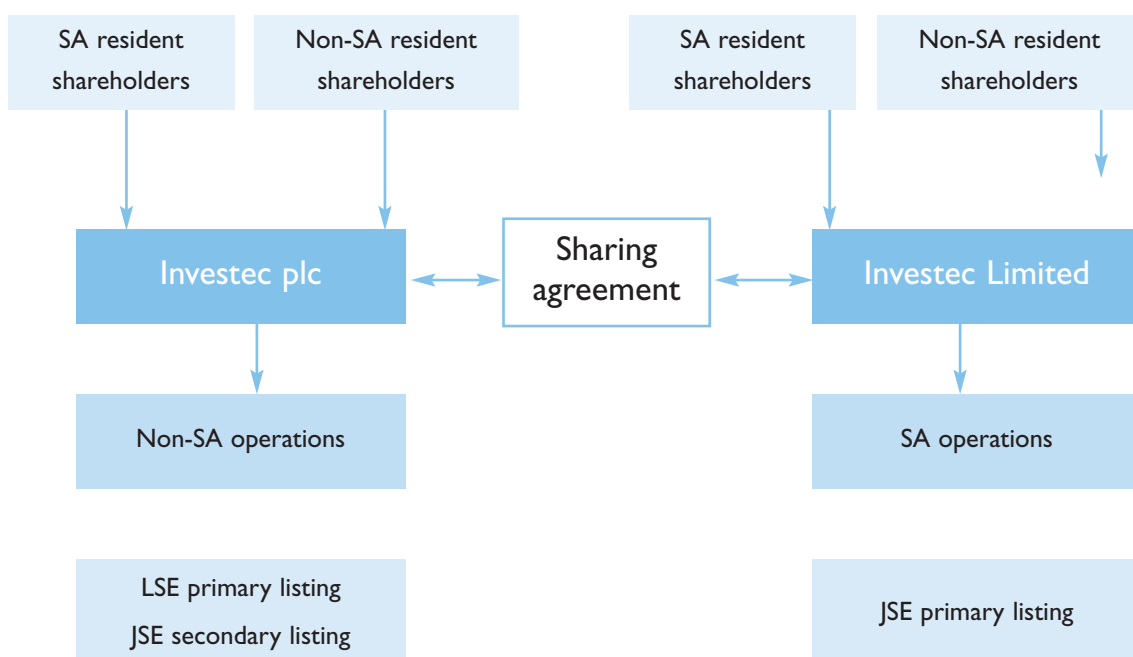 SA resident
shareholders
Non-SA resident
shareholders
SA resident
shareholders
Non-SA resident
shareholders
Investec plc
Sharing
agreement
Investec Limited
Non-SA operations
SA operations
LSE primary listing
JSE secondary listing
JSE primary listing